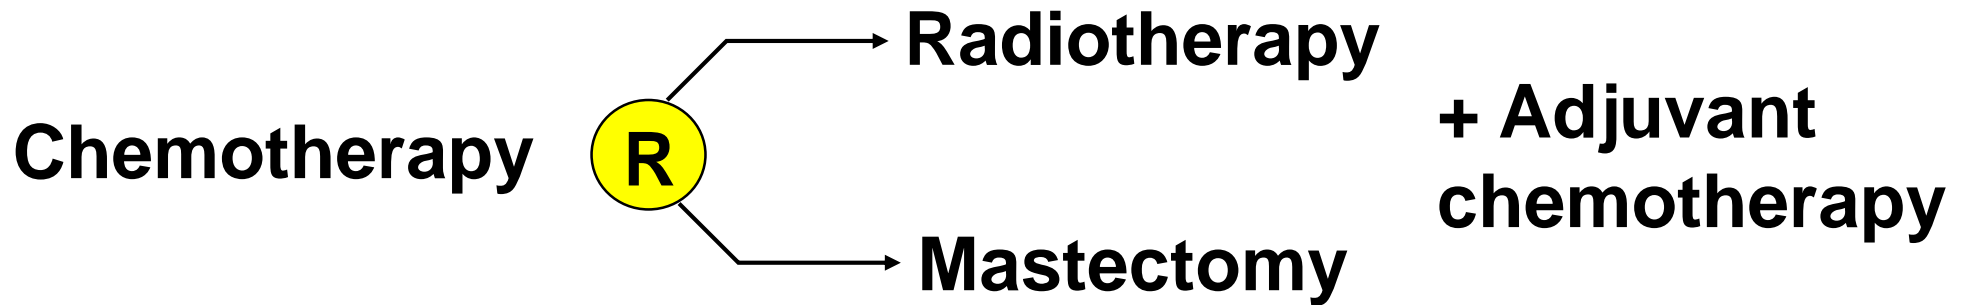 Chemotherapy
R
Radiotherapy
Mastectomy
+ Adjuvant
chemotherapy